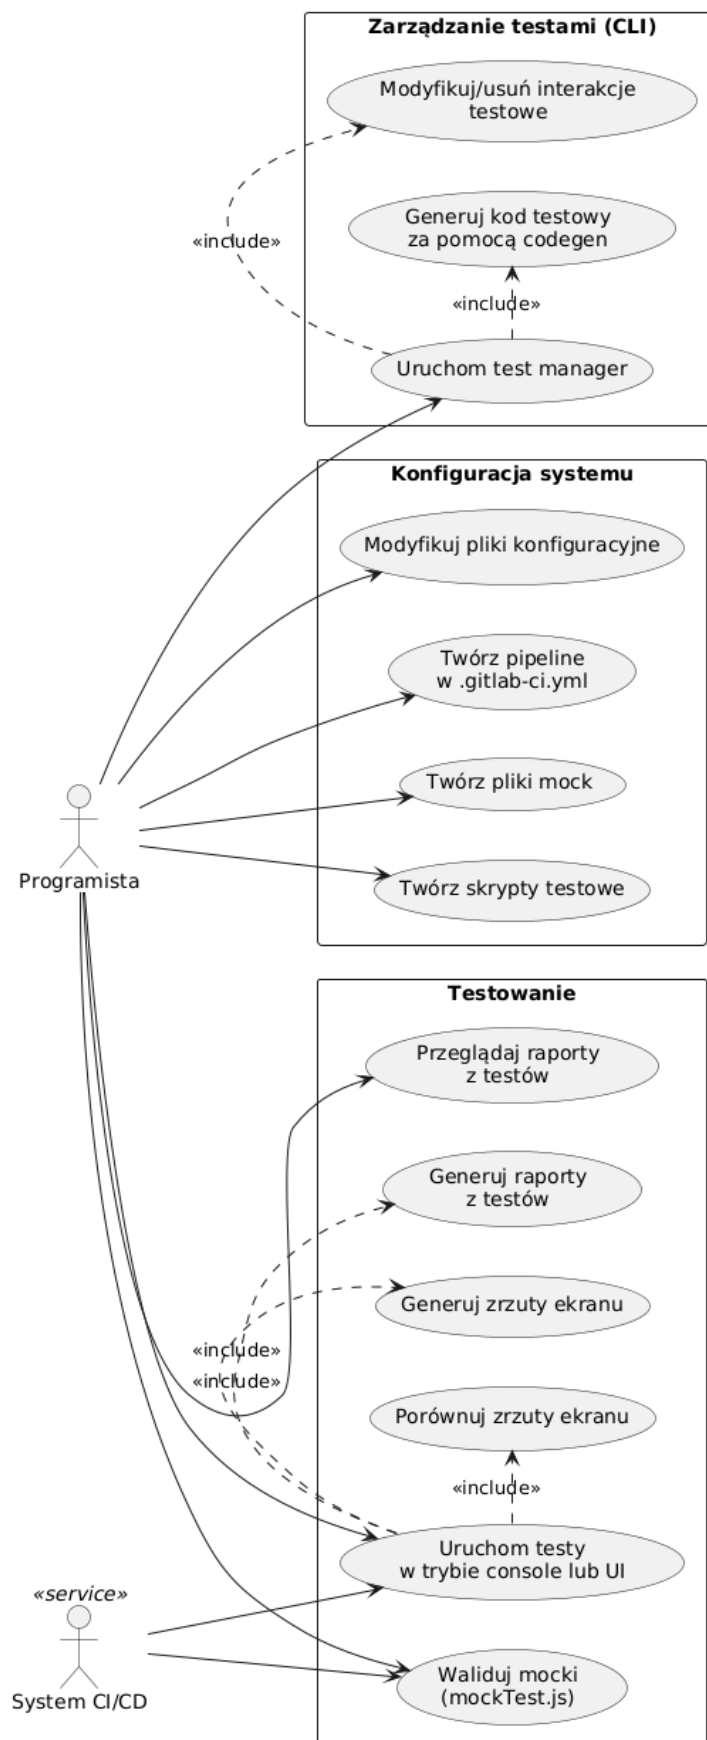 Zarządzanie testami (CLI)
Modyfikuj/usuń interakcje
testowe
«include»
Generuj kod testowy
za pomocą codegen
«include»
Uruchom test manager
Konfiguracja systemu
Modyfikuj pliki konfiguracyjne
Twórz pipeline
w .gitlab-ci.yml
Twórz pliki mock
Twórz skrypty testowe
Programista
Testowanie
Przeglądaj raporty
z testów
Generuj raporty
z testów
Generuj zrzuty ekranu
«include»
«include»
Porównuj zrzuty ekranu
«include»
Uruchom testy
w trybie console lub UI
«service»
System CI/CD
Waliduj mocki
(mockTest.js)